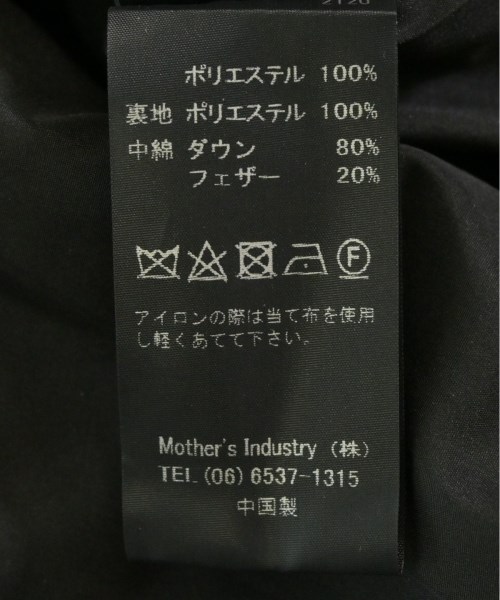 ポリエステル 100%
裏地 ポリエステル 100%
中綿 ダウン 80%
フェザー 20%
F
アイロンの際は当て布を使用
し軽くあてて下さい。
Mother's Industry (株)
TEL (06) 6537-1315
中国製